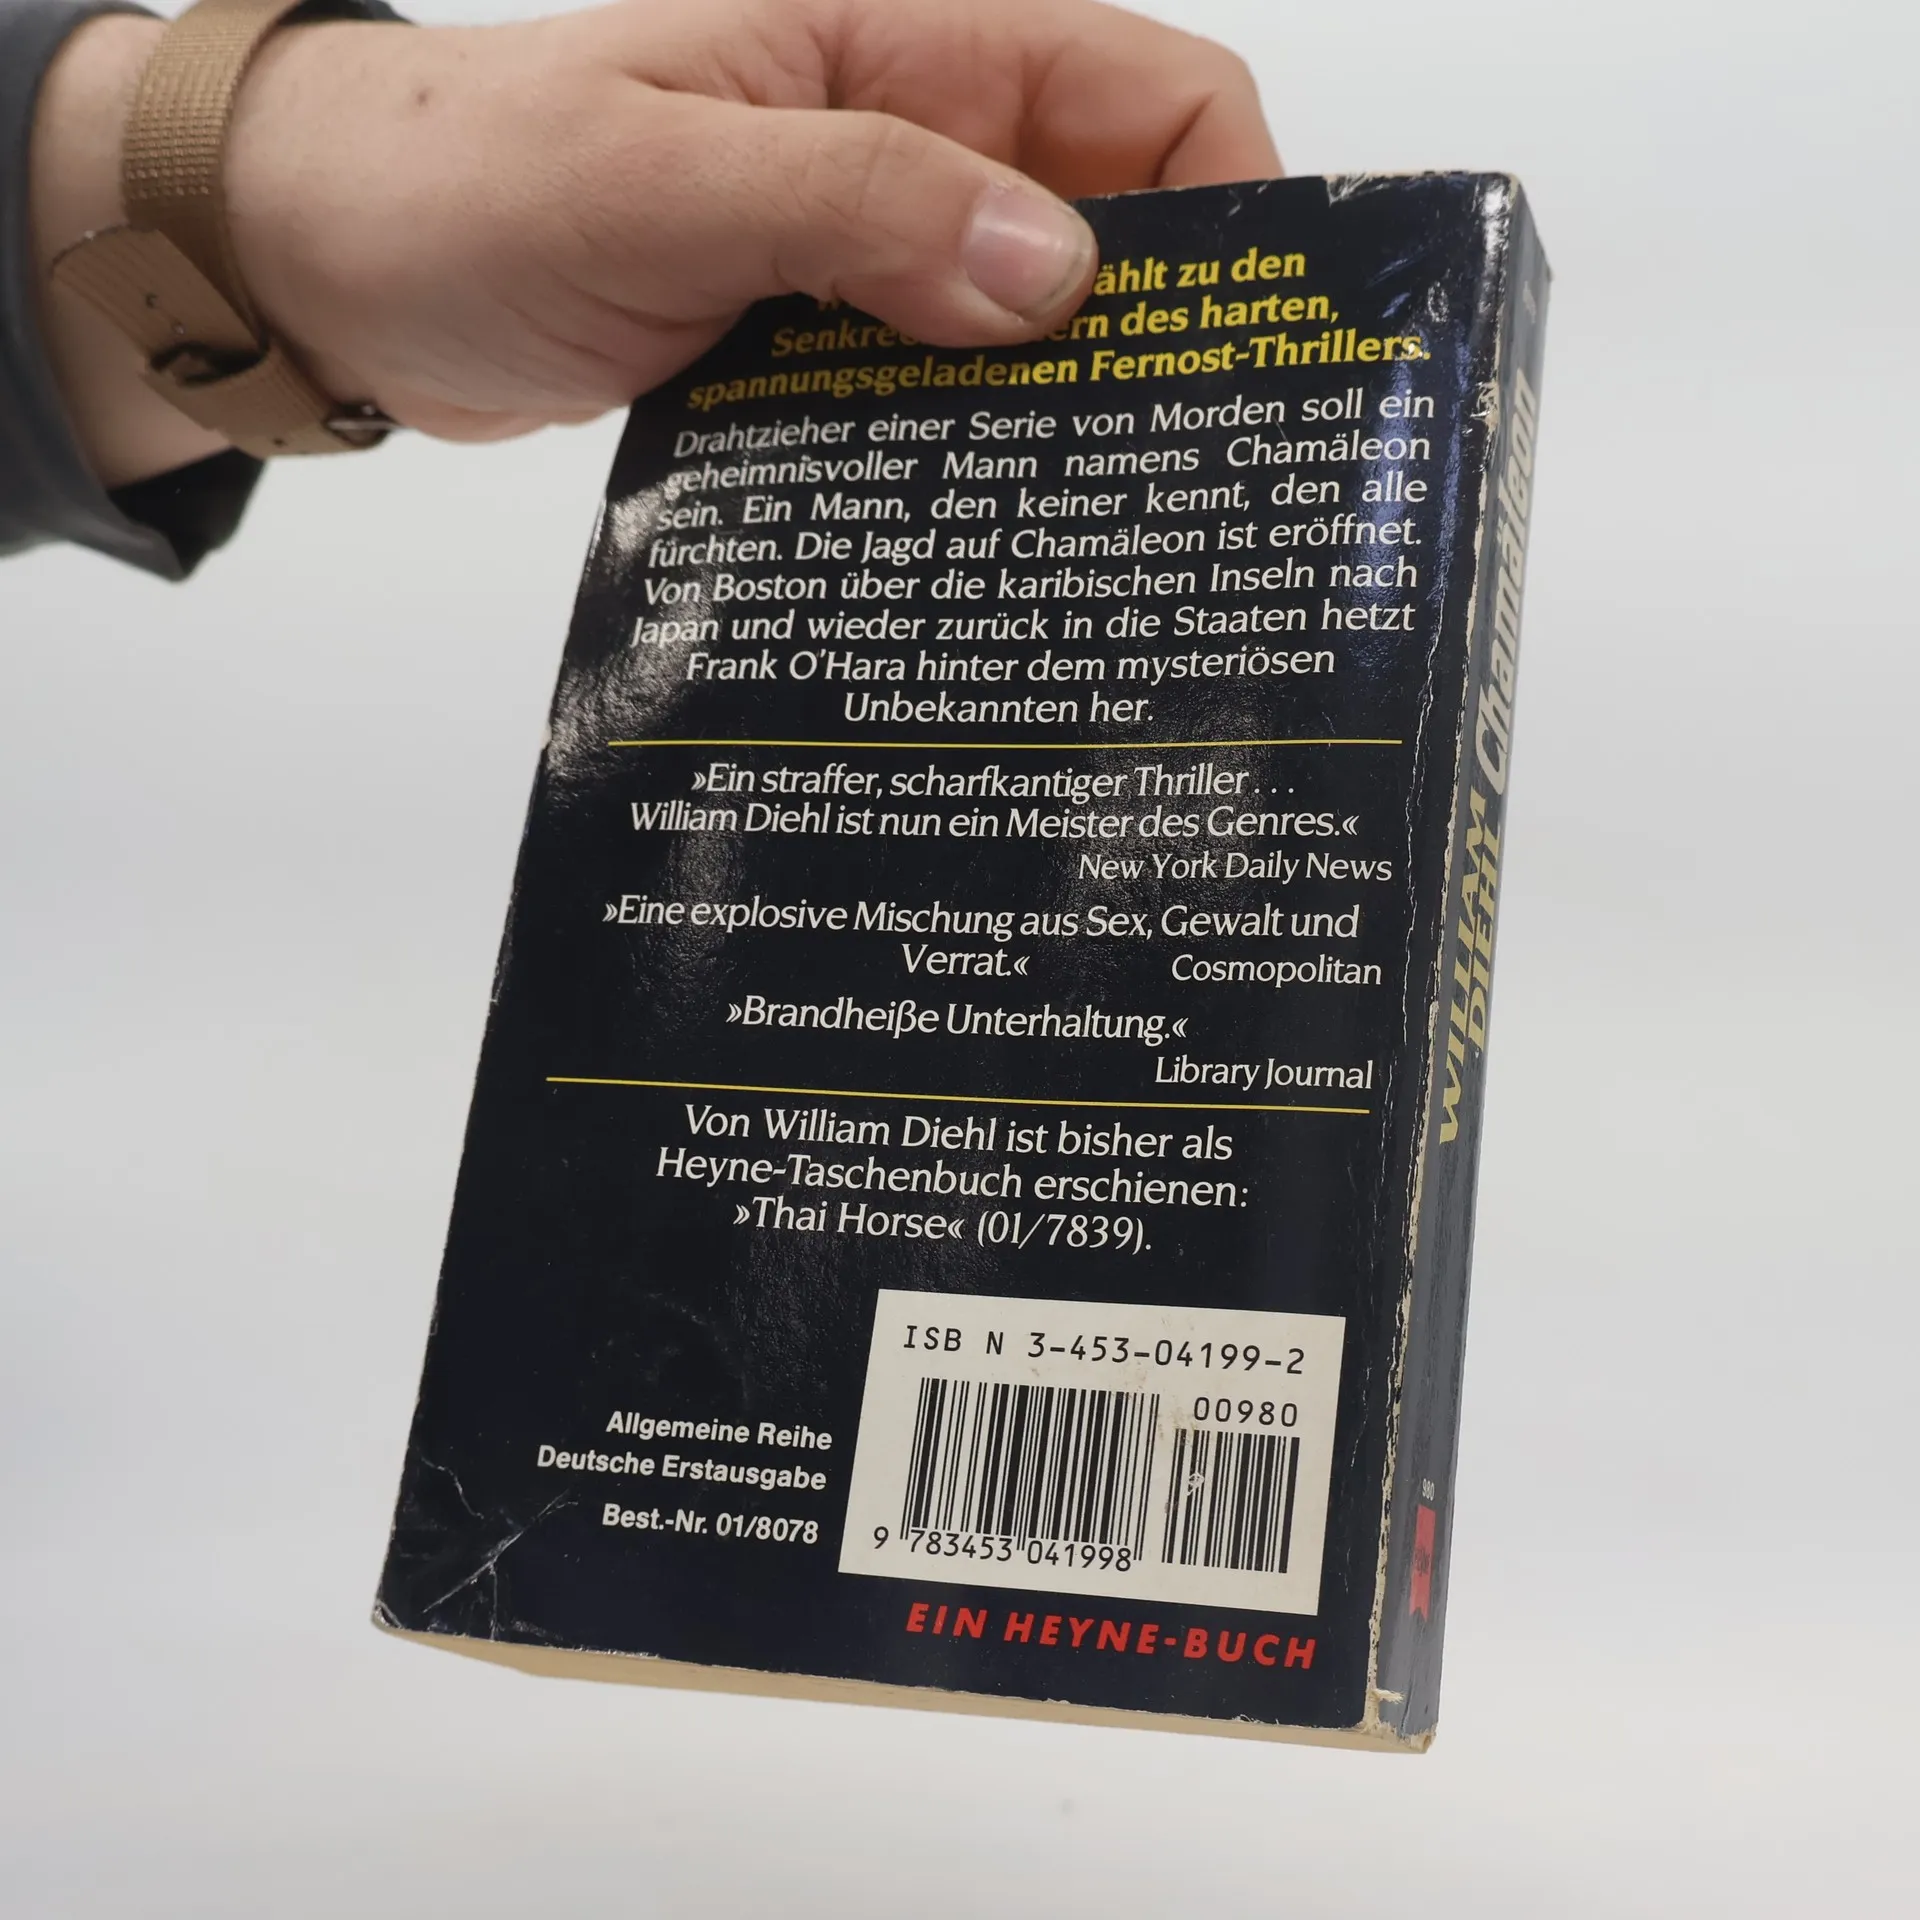 ählt zu den
ern des harten,
spannungsgeladenen Fernost-Thrillers.
Drahtzieher einer Serie von Morden soll ein
geheimnisvoller Mann namens Chamäleon
sein. Ein Mann, den keiner kennt, den alle
fürchten. Die Jagd auf Chamäleon ist eröffnet.
Von Boston über die karibischen Inseln nach
Japan und wieder zurück in die Staaten hetzt
Frank O'Hara hinter dem mysteriösen
Unbekannten her.
»Ein straffer, scharfkantiger Thriller . . .
William Diehl ist nun ein Meister des Genres.«
New York Daily News
»Eine explosive Mischung aus Sex, Gewalt und
Verrat.« Cosmopolitan
»Brandheiße Unterhaltung.«
Library Journal
Von William Diehl ist bisher als
Heyne-Taschenbuch erschienen:
»Thai Horse« (01/7839).
ISBN 3-453-04199-2
00980
9 783453 041998
Allgemeine Reihe
Deutsche Erstausgabe
Best.-Nr. 01/8078
EIN HEYNE-BUCH
WILLIAM
DIEHL
Chamäleon
980